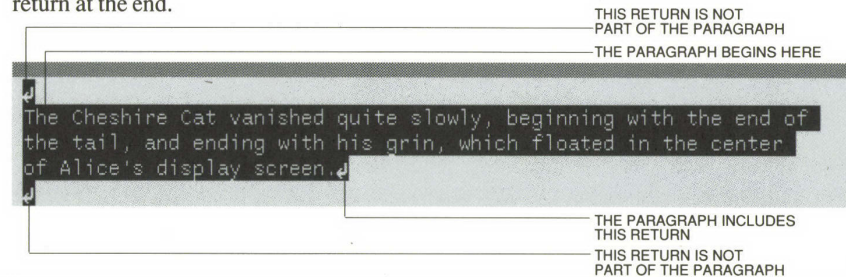 return at the end.
THIS RETURN IS NOT
PART OF THE PARAGRAPH
THE PARAGRAPH BEGINS HERE
The Cheshire Cat vanished quite slowly, beginning with the end of
the tail, and ending with his grin, which floated in the center
of Alice's display screen.
THE PARAGRAPH INCLUDES
THIS RETURN
THIS RETURN IS NOT
PART OF THE PARAGRAPH